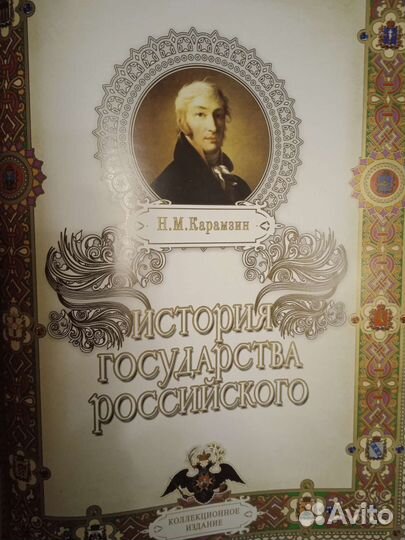 Н.М.Карамзин
ИСТОРИЯ
ГОСУДАРСТВА
РОССИЙСКОГО
КОЛЛЕКЦИОННОЕ
ИЗДАНИЕ
Avito